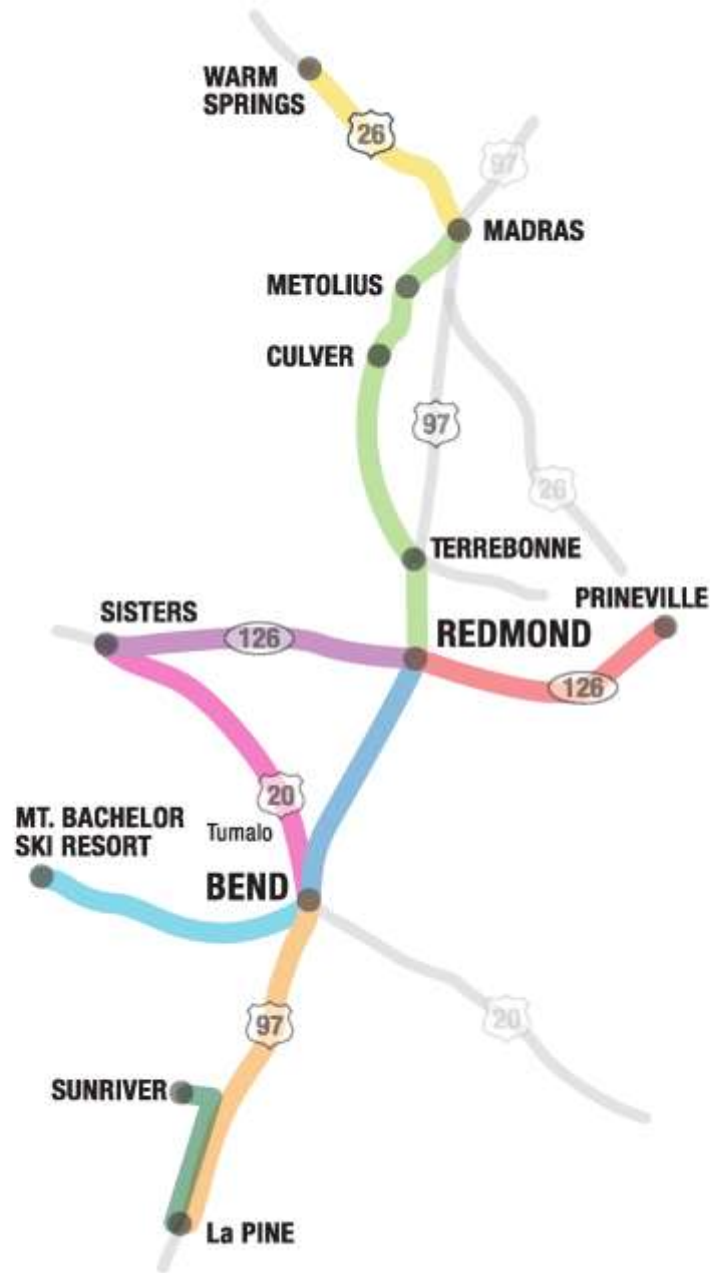 WARM
SPRINGS
26
97
MADRAS
METOLIUS
CULVER
97
26
TERREBONNE
PRINEVILLE
SISTERS
126
REDMOND
126
20
MT. BACHELOR
SKI RESORT
Tumalo
BEND
20
97
SUNRIVER
La PINE